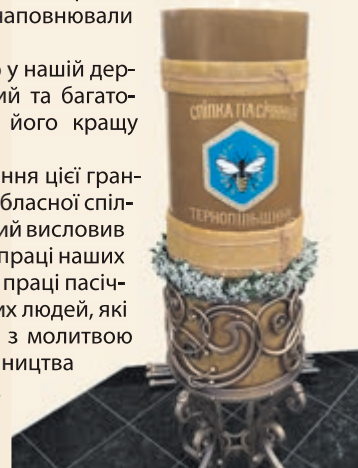 наповнювали
у нашій дер-
ий та багато-
його кращу
ння цієї гран-
бласної спіл-
ий висловив
праці наших
праці пасіч-
их людей, які
з молитвою
ництва
СПІЛКА ПАСІЧНИКІВ
ТЕРНОПІЛЬЩИНИ